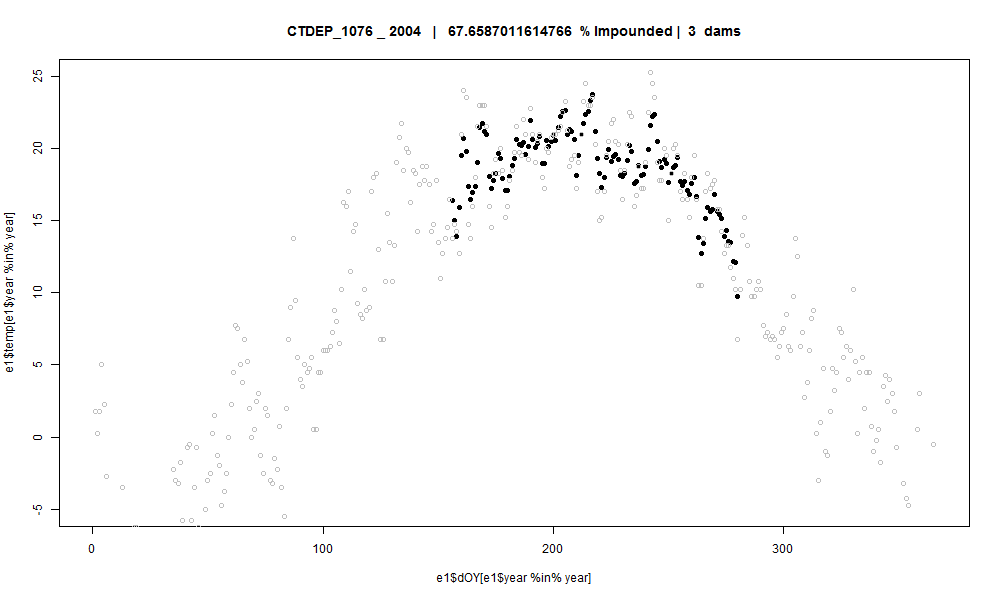 CTDEP_1076 _ 2004 | 67.6587011614766 % Impounded | 3 dams
e1$temp[e1$year %in% year]
25
20
15
10
5
0
-5
0 100 200 300
e1$dOY[e1$year %in% year]